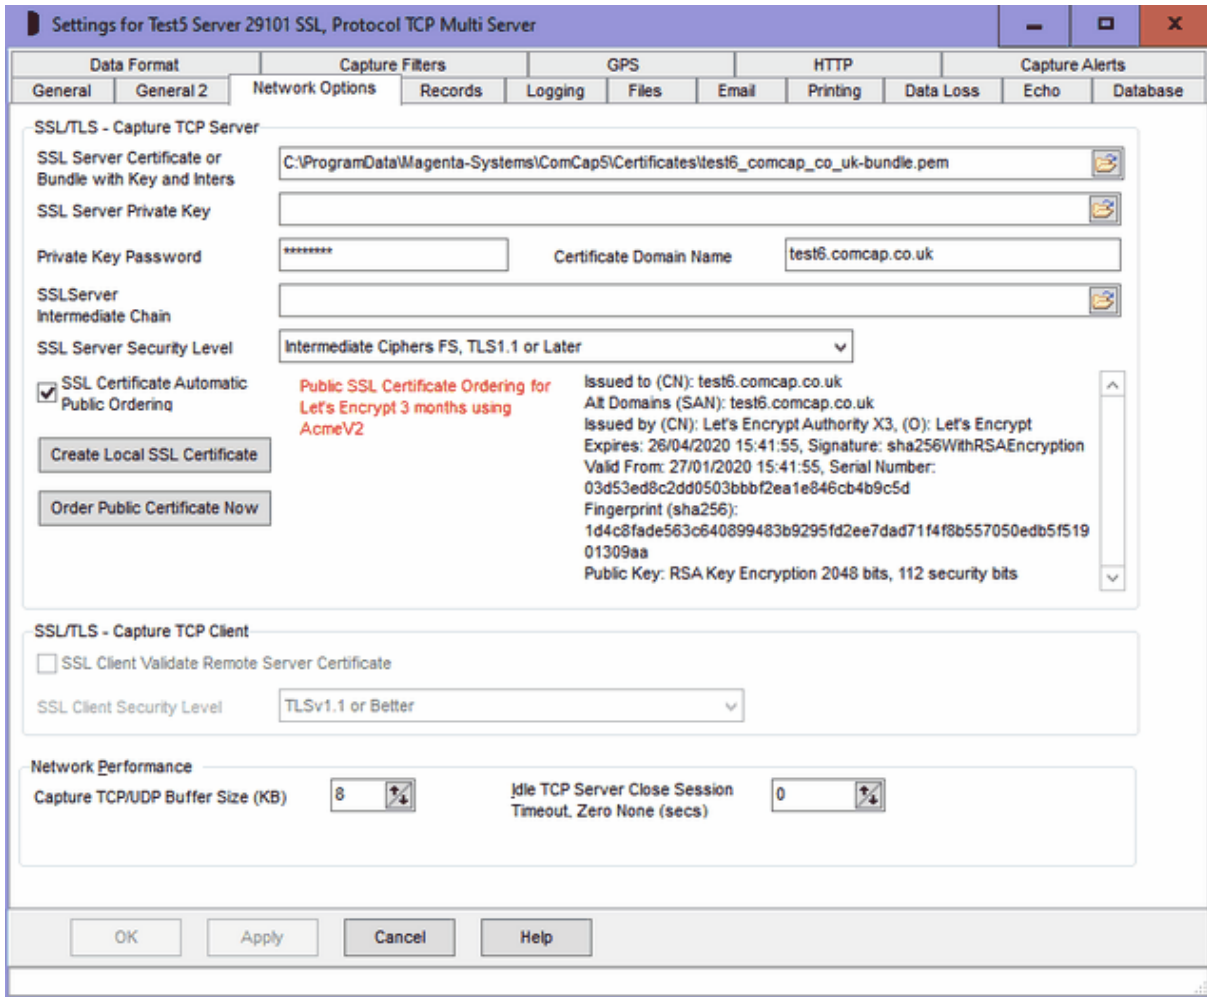 Settings for Test5 Server 29101 SSL, Protocol TCP Multi Server
Data Format Capture Filters GPS HTTP Capture Alerts
General General 2 Network Options Records Logging Files Email Printing Data Loss Echo Database
SSL/TLS - Capture TCP Server
SSL Server Certificate or
Bundle with Key and Inters
C:\ProgramData\Magenta-Systems\ComCap5\Certificates\test6_comcap_co_uk-bundle.pem
SSL Server Private Key
Private Key Password ******** Certificate Domain Name test6.comcap.co.uk
SSLServer
Intermediate Chain
SSL Server Security Level Intermediate Ciphers FS, TLS1.1 or Later
SSL Certificate Automatic
Public Ordering
Public SSL Certificate Ordering for
Let's Encrypt 3 months using
AcmeV2
Create Local SSL Certificate
Order Public Certificate Now
Issued to (CN): test6.comcap.co.uk
Alt Domains (SAN): test6.comcap.co.uk
Issued by (CN): Let's Encrypt Authority X3, (O): Let's Encrypt
Expires: 26/04/2020 15:41:55, Signature: sha256WithRSAEncryption
Valid From: 27/01/2020 15:41:55, Serial Number:
03d53ed8c2dd0503bbbf2ea1e846cb4b9c5d
Fingerprint (sha256):
1d4c8fade563c640899483b9295fd2ee7dad71f4f8b557050edb5f519
01309aa
Public Key: RSA Key Encryption 2048 bits, 112 security bits
SSL/TLS - Capture TCP Client
SSL Client Validate Remote Server Certificate
SSL Client Security Level TLSv1.1 or Better
Network Performance
Capture TCP/UDP Buffer Size (KB) 8
Idle TCP Server Close Session
Timeout, Zero None (secs)
0
OK Apply Cancel Help